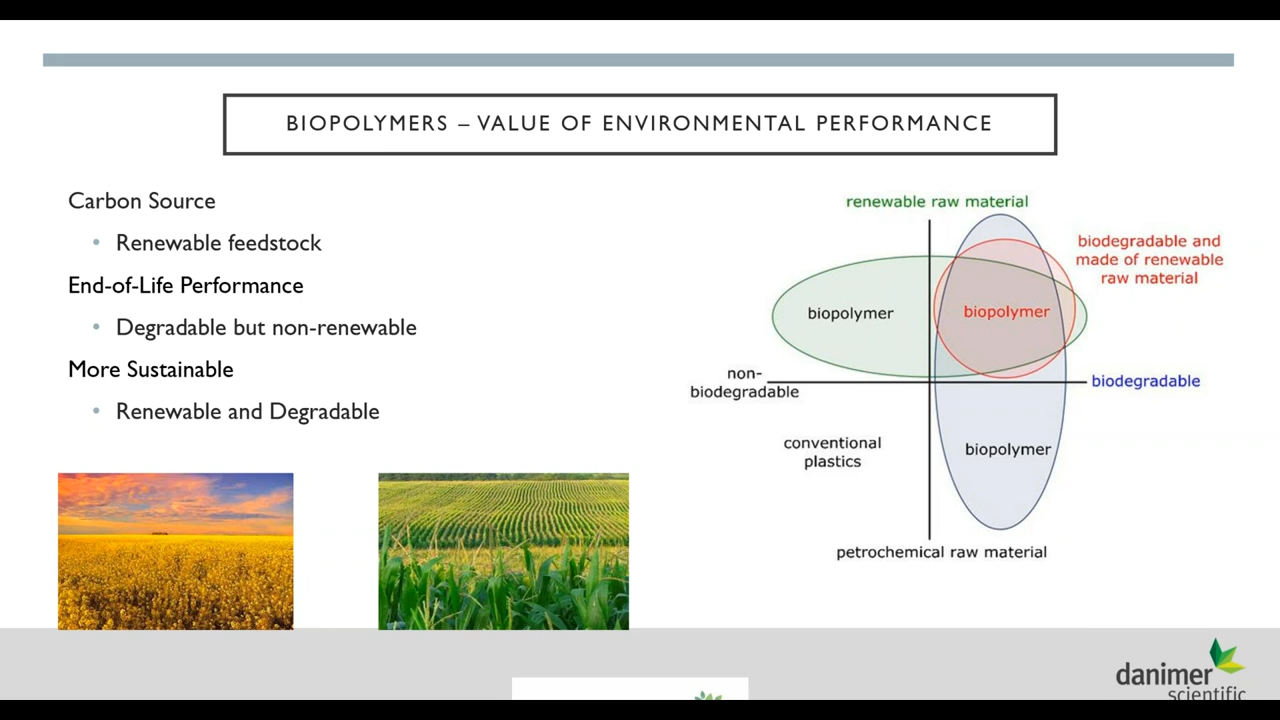 BIOPOLYMERS – VALUE OF ENVIRONMENTAL PERFORMANCE
Carbon Source
• Renewable feedstock
End-of-Life Performance
• Degradable but non-renewable
More Sustainable
• Renewable and Degradable
renewable raw material
biodegradable and
made of renewable
raw material
biopolymer
biopolymer
non-
biodegradable
biodegradable
conventional
plastics
biopolymer
petrochemical raw material
danimer
scientific